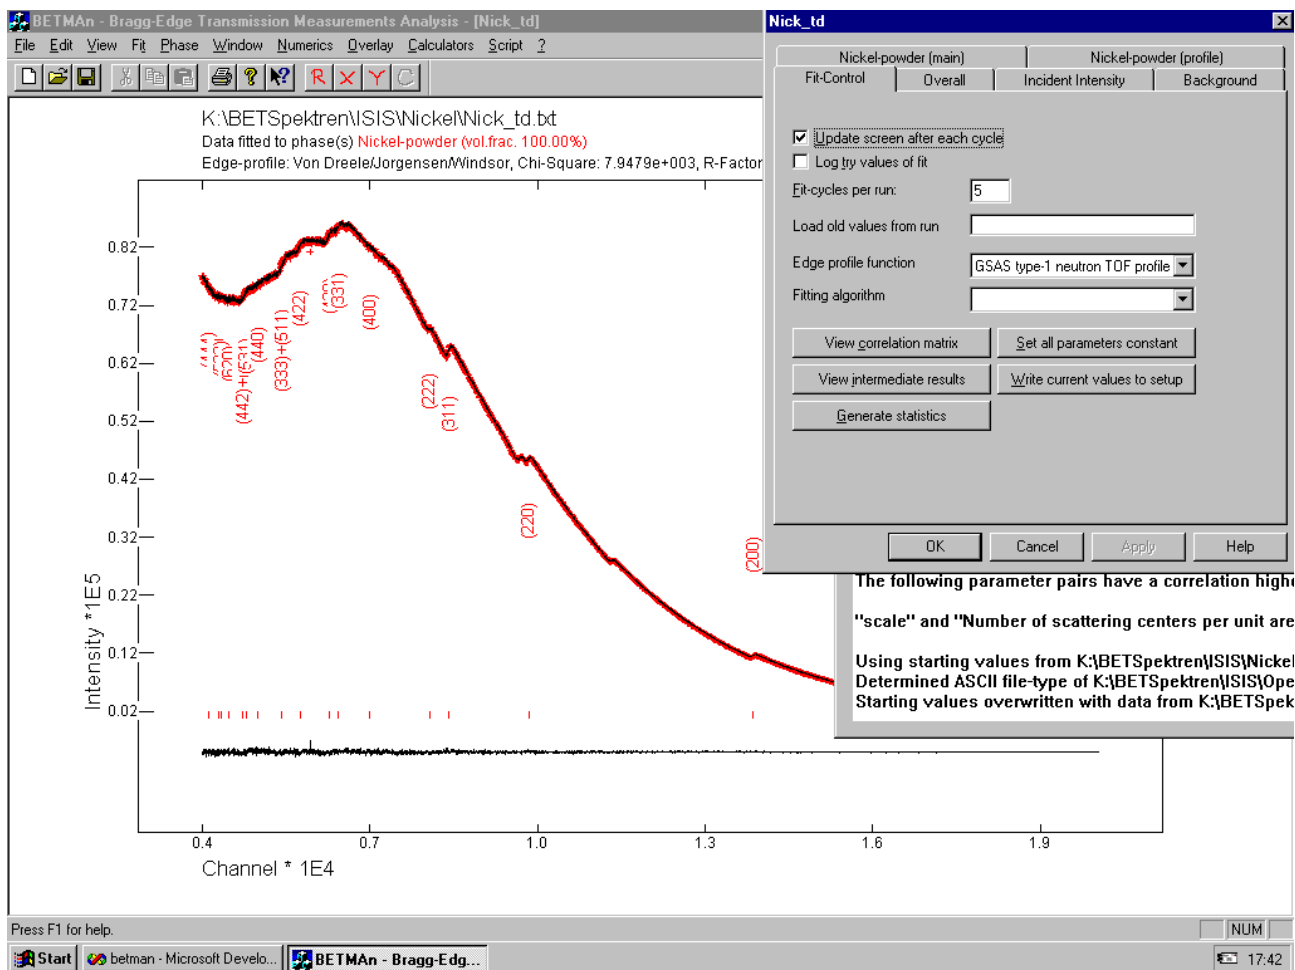 BETMAn - Bragg-Edge Transmission Measurements Analysis - [Nick_td]
File Edit View Fit Phase Window Numerics Overlay Calculators Script ?
R X Y C
K:\BETSpektren\ISIS\Nickel\Nick_td.txt
Data fitted to phase(s) Nickel-powder (vol.frac. 100.00%)
Edge-profile: Von Dreele/Jorgensen/Windsor, Chi-Square: 7.9479e+003, R-Factor
0.82
0.72
0.62
0.52
0.42
0.32
0.22
0.12
0.02
Intensity *1E5
(442)+(531)
(440)
(333)+(511)
(422)
(331)
(400)
(222)
(311)
(220)
(200)
0.4 0.7 1.0 1.3 1.6 1.9
Channel * 1E4
Nick_td
Nickel-powder (main) Nickel-powder (profile)
Fit-Control Overall Incident Intensity Background
Update screen after each cycle
Log try values of fit
Fit-cycles per run: 5
Load old values from run
Edge profile function GSAS type-1 neutron TOF profile
Fitting algorithm
View correlation matrix Set all parameters constant
View intermediate results Write current values to setup
Generate statistics
OK Cancel Apply Help
The following parameter pairs have a correlation highe
"scale" and "Number of scattering centers per unit are
Using starting values from K:\BETSpektren\ISIS\Nickel
Determined ASCII file-type of K:\BETSpektren\ISIS\Ope
Starting values overwritten with data from K:\BETSpek
Press F1 for help.
NUM
Start betman - Microsoft Develo... BETMAn - Bragg-Edg... 17:42